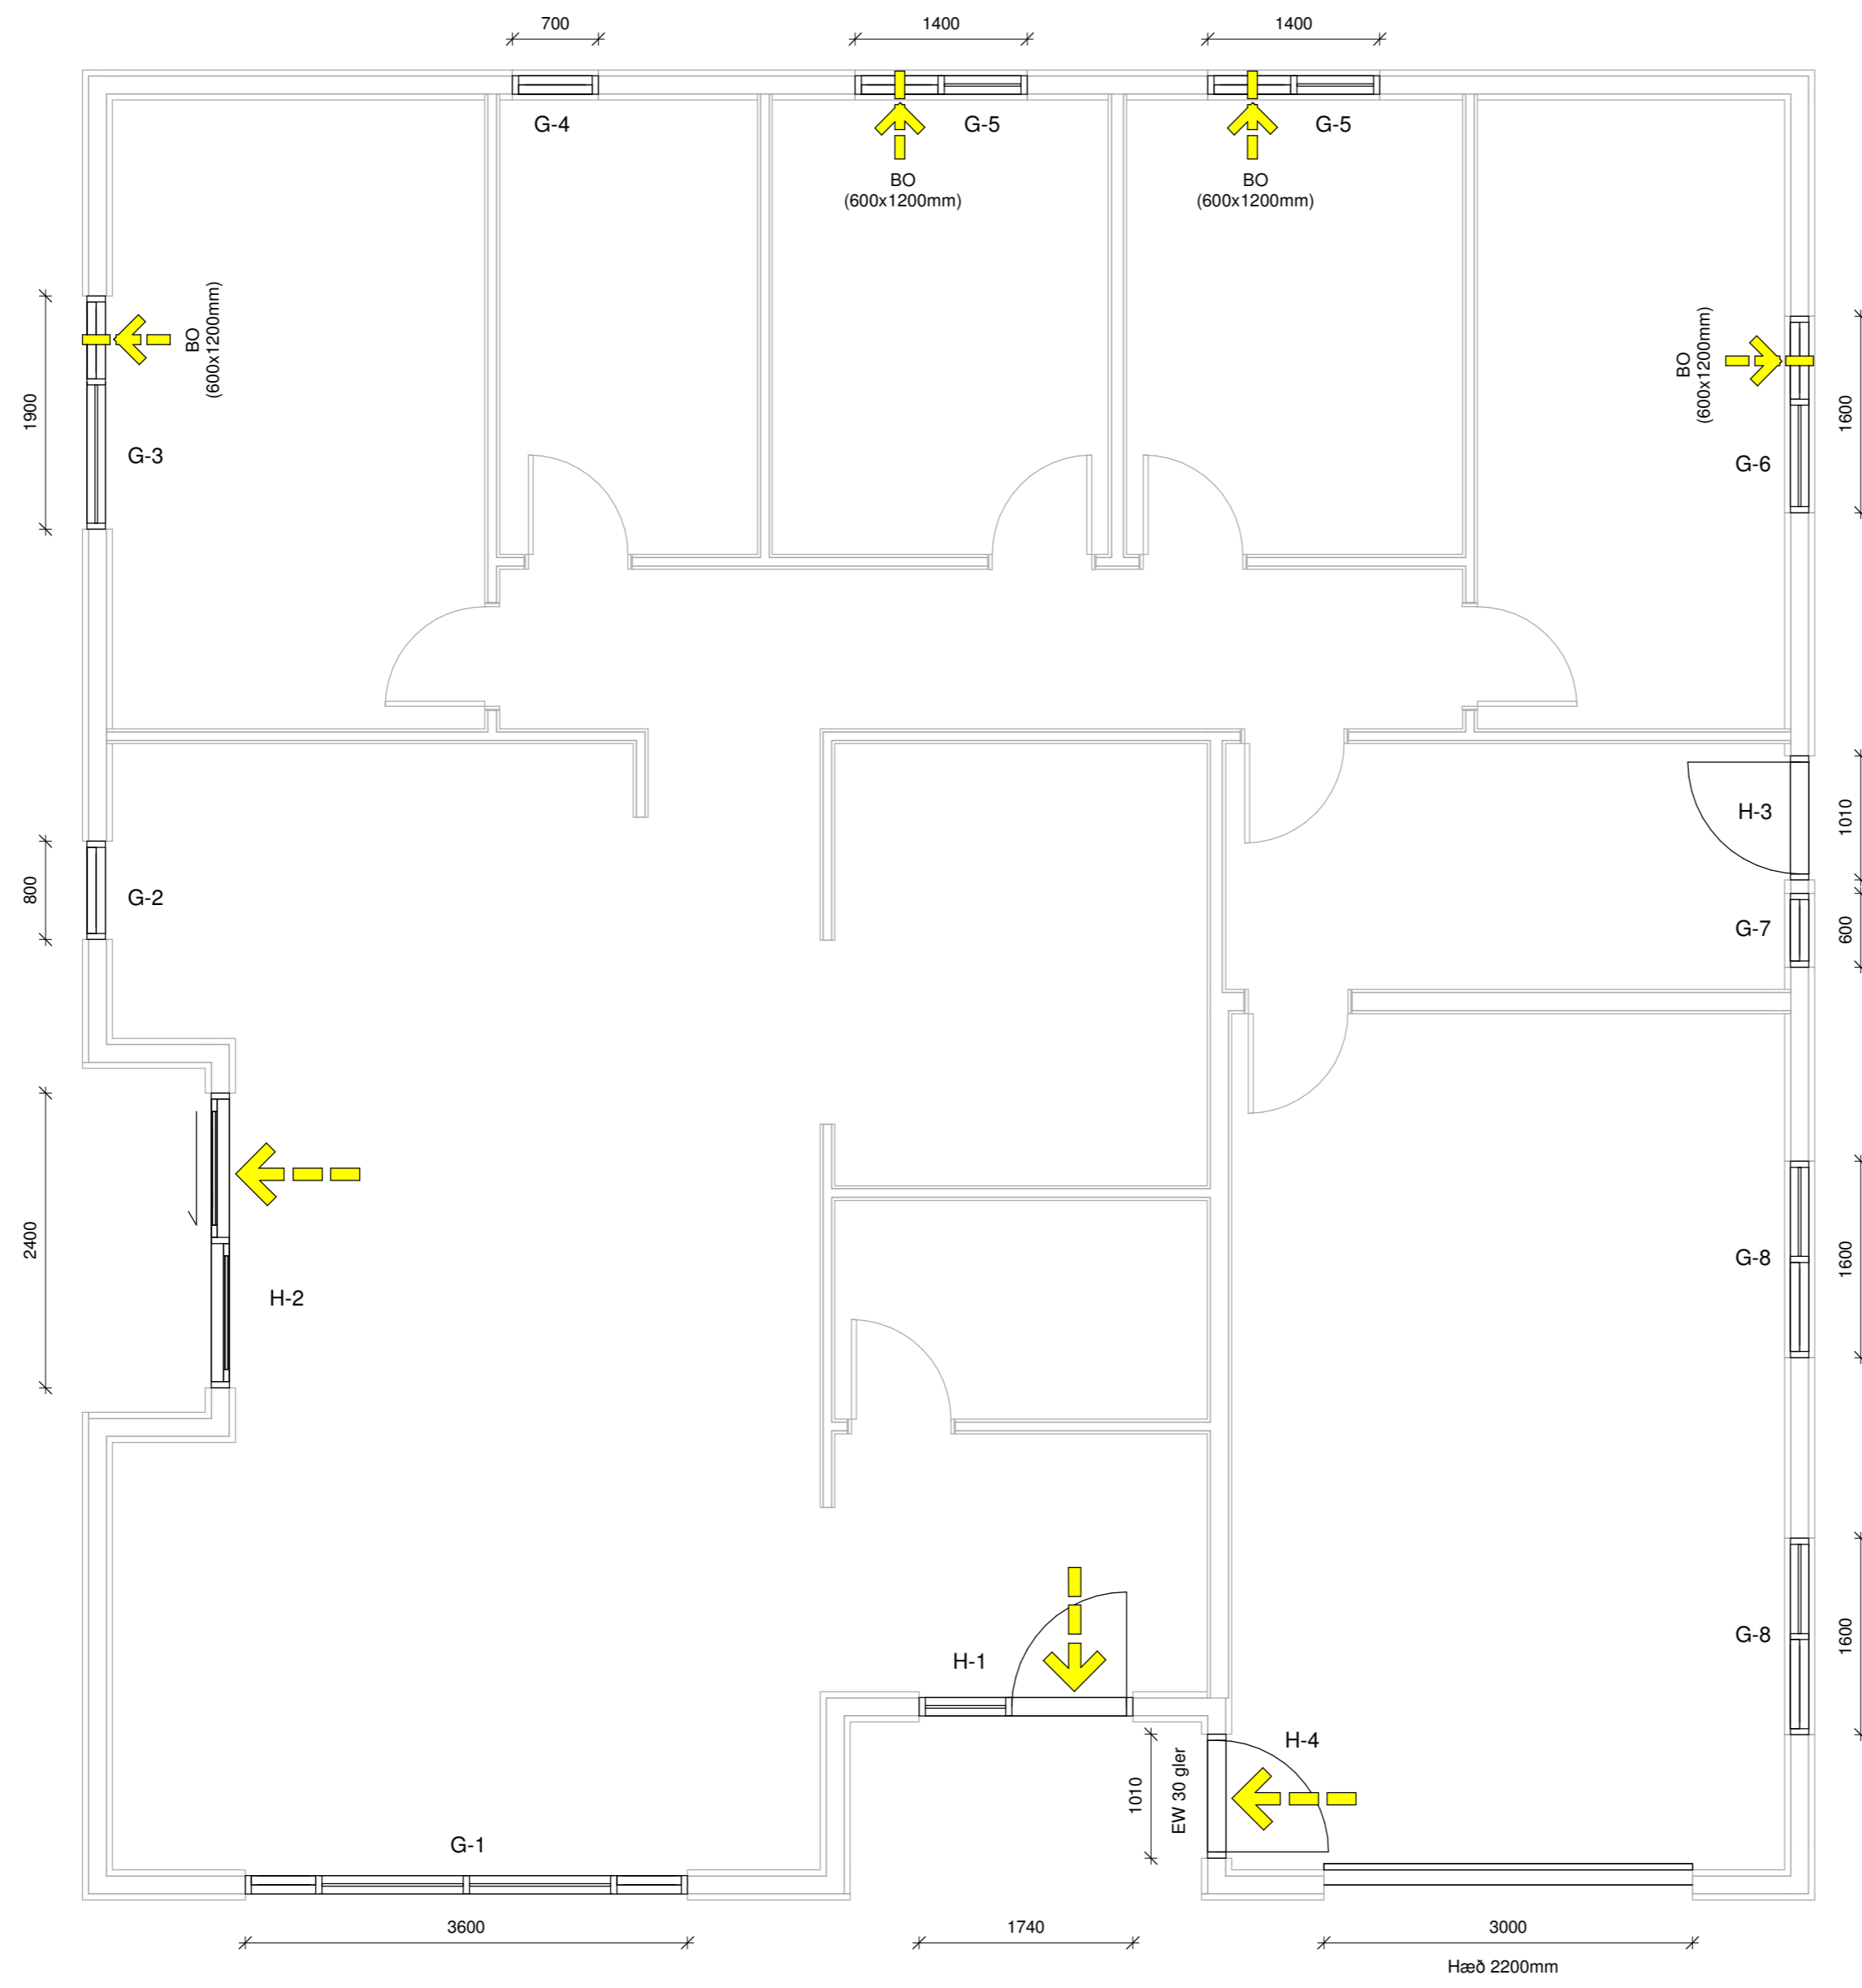 700
1400
1400
G-4
G-5
G-5
BO
(600x1200mm)
BO
(600x1200mm)
BO
(600x1200mm)
BO
(600x1200mm)
1900
G-3
1600
G-6
H-3
1010
800
G-2
G-7
600
2400
H-2
G-8
1600
G-8
1600
H-1
H-4
1010
EW 30 gler
G-1
3600
1740
3000
Hæð 2200mm